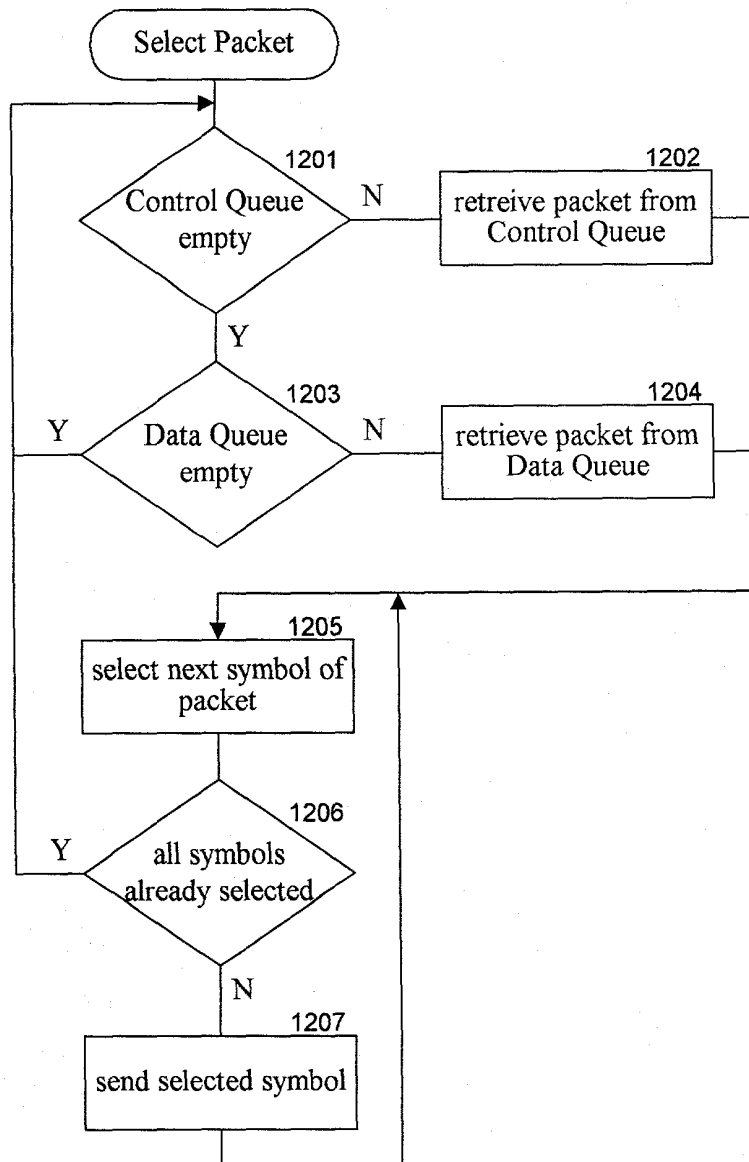 Select Packet
1201
Control Queue
empty
N
1202
retreive packet from
Control Queue
Y
1203
Data Queue
empty
Y
N
1204
retrieve packet from
Data Queue
1205
select next symbol of
packet
1206
all symbols
already selected
Y
N
1207
send selected symbol